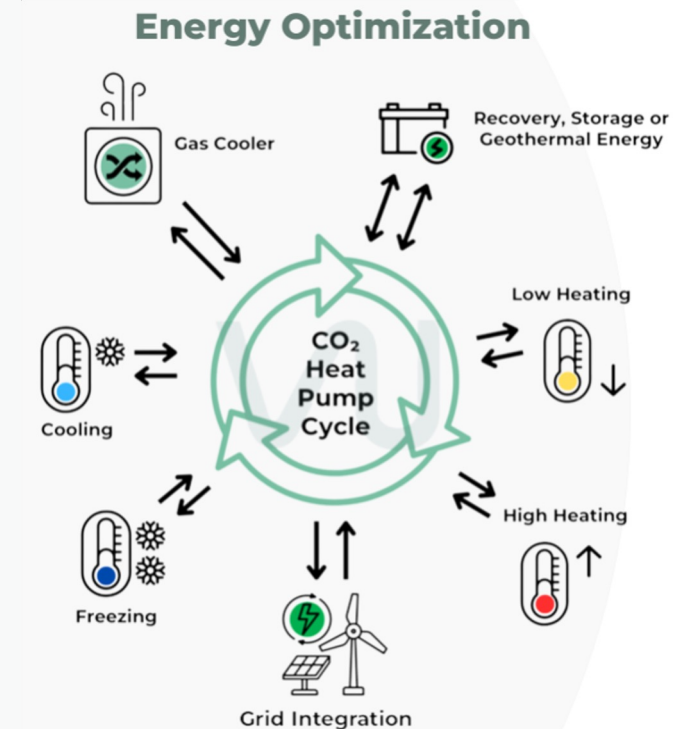 Energy Optimization
Gas Cooler
Recovery, Storage or
Geothermal Energy
Low Heating
CO₂
Heat
Pump
Cycle
Cooling
High Heating
Freezing
Grid Integration